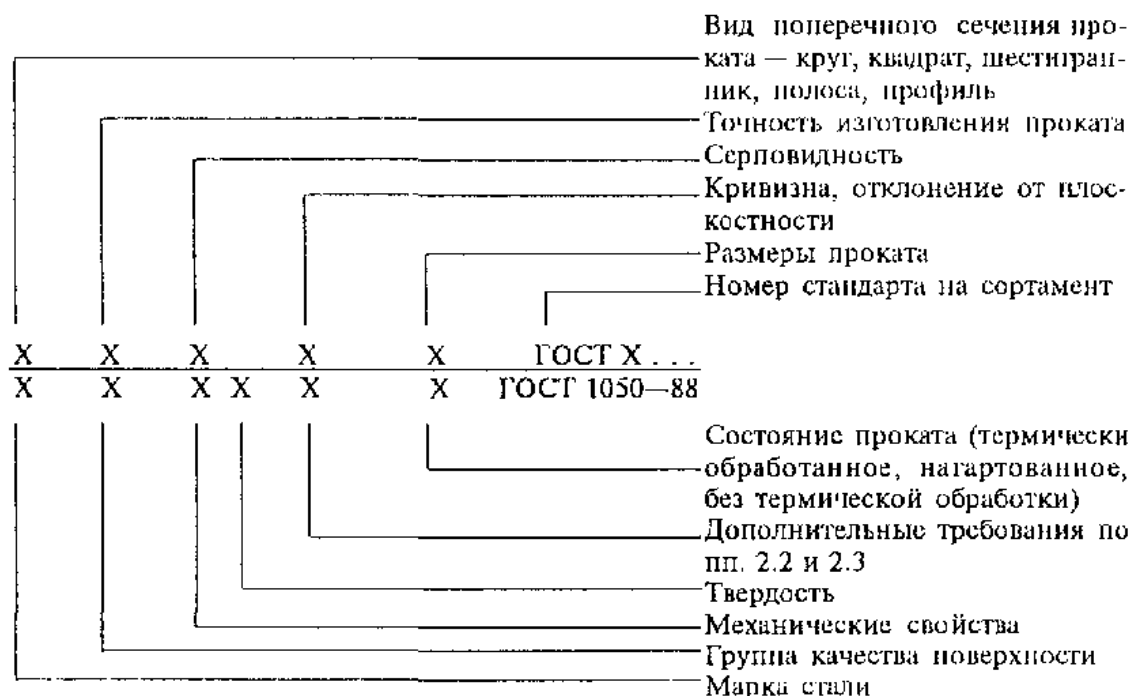 Вид поперечного сечения про-
ката — круг, квадрат, шестигран-
ник, полоса, профиль
Точность изготовления проката
Серповидность
Кривизна, отклонение от плос-
костности
Размеры проката
Номер стандарта на сортамент
Х Х Х Х Х ГОСТ Х . . .
Х Х Х Х Х Х ГОСТ 1050—88
Состояние проката (термически
обработанное, нагартованное,
без термической обработки)
Дополнительные требования по
пп. 2.2 и 2.3
Твердость
Механические свойства
Группа качества поверхности
Марка стали